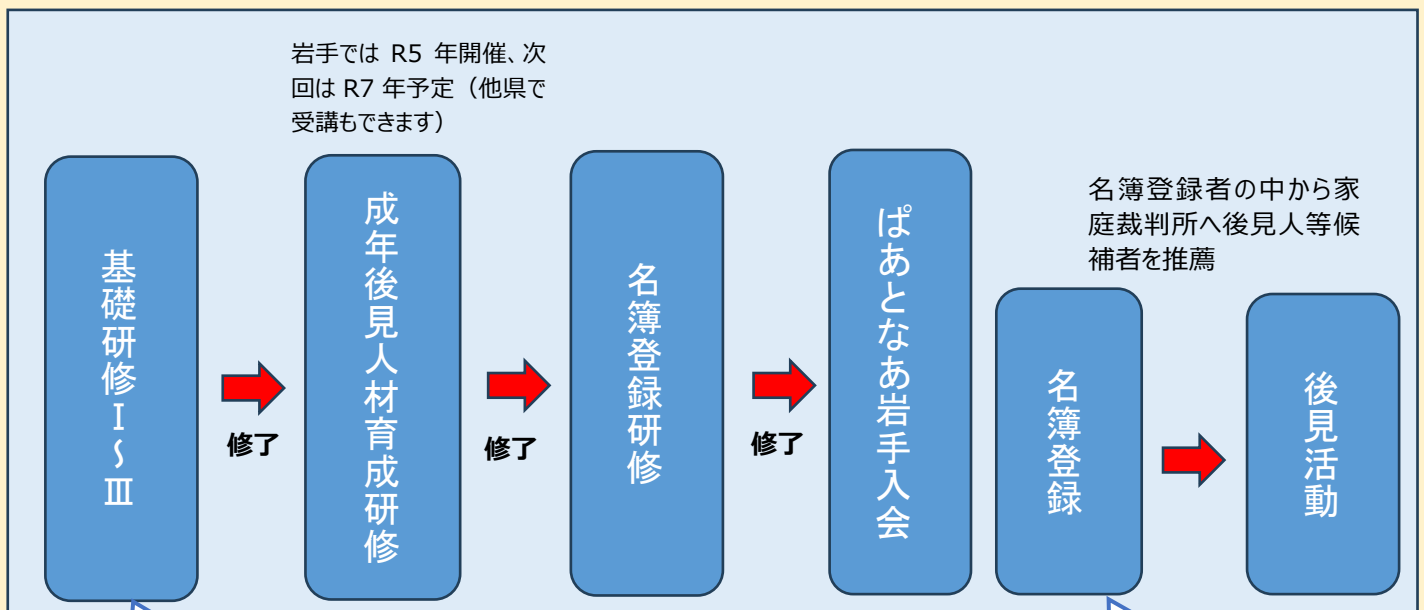 岩手では R5 年開催、次
回は R7 年予定（他県で
受講もできます）
基礎研修Ⅰ～Ⅲ
修了
成年後見人材育成研修
修了
名簿登録研修
修了
ぱあとなあ岩手入会
名簿登録者の中から家
庭裁判所へ後見人等候
補者を推薦
名簿登録
後見活動